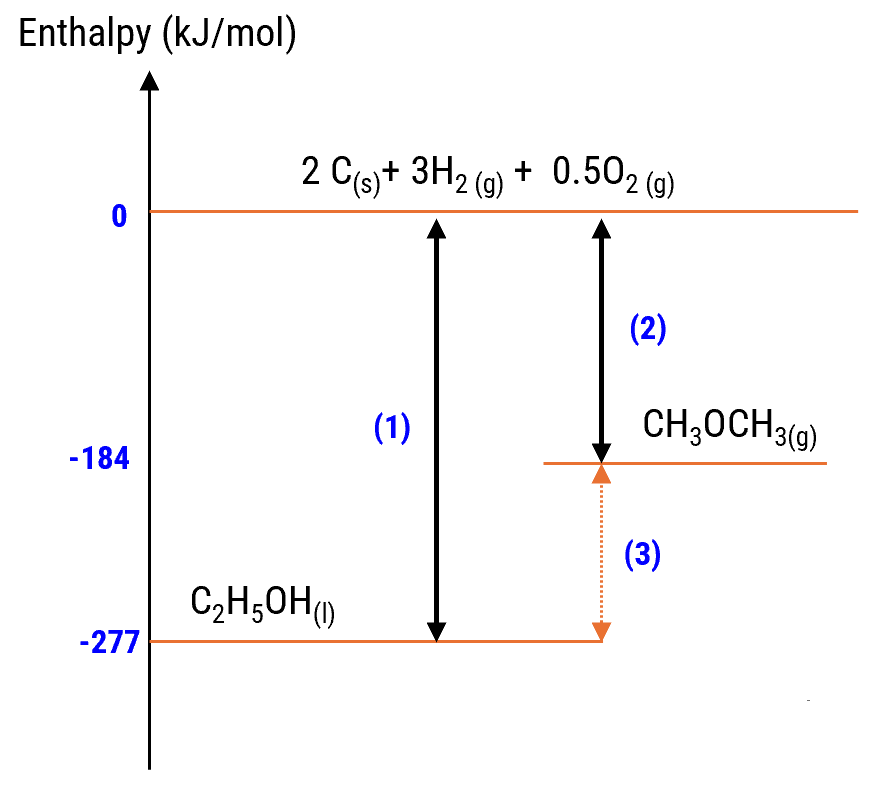 Enthalpy (kJ/mol)
2 C(s)+ 3H2 (g) + 0.5O2 (g)
0
(2)
(1)
CH3OCH3(g)
-184
(3)
C2H5OH(l)
-277